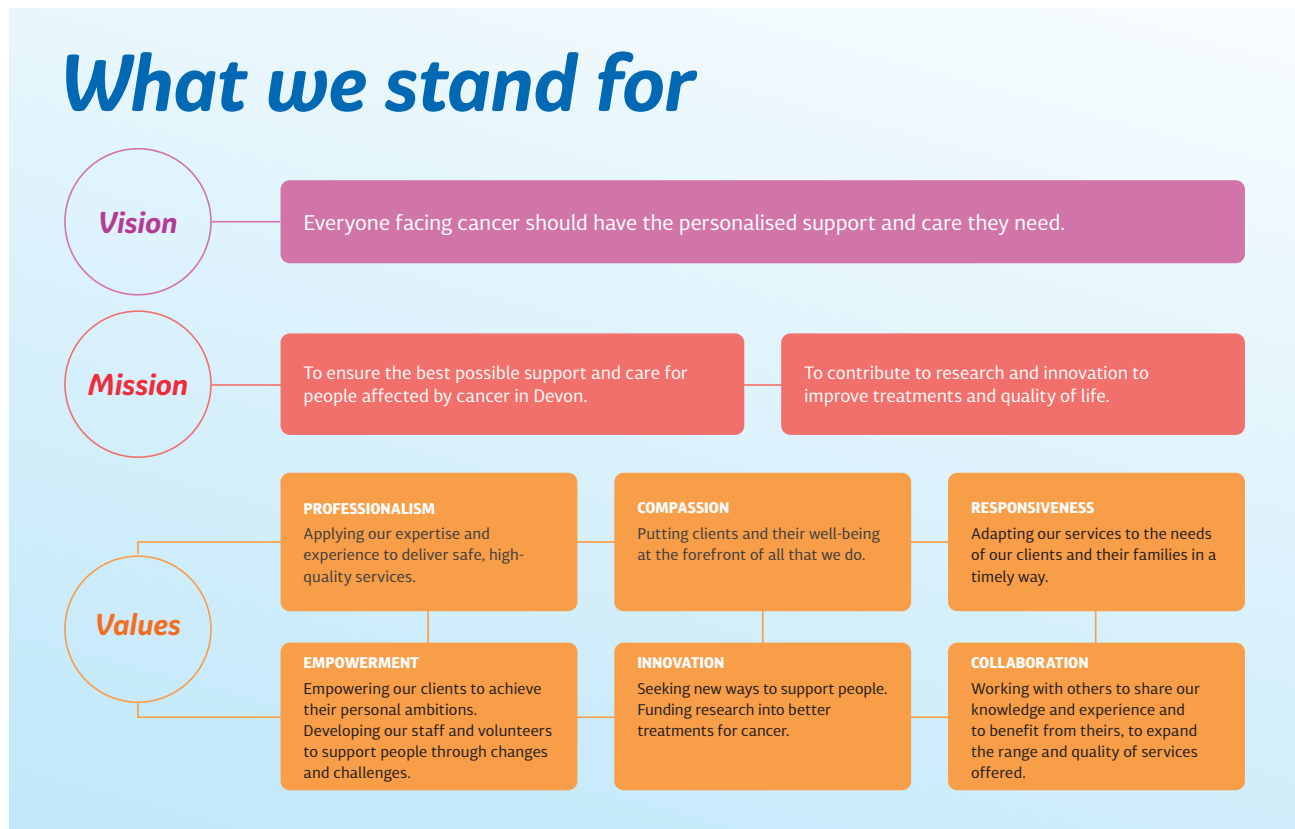 What we stand for
Vision
Everyone facing cancer should have the personalised support and care they need.
Mission
To ensure the best possible support and care for
people affected by cancer in Devon.
To contribute to research and innovation to
improve treatments and quality of life.
Values
PROFESSIONALISM
Applying our expertise and
experience to deliver safe, high-
quality services.
COMPASSION
Putting clients and their well-being
at the forefront of all that we do.
RESPONSIVENESS
Adapting our services to the needs
of our clients and their families in a
timely way.
EMPOWERMENT
Empowering our clients to achieve
their personal ambitions.
Developing our staff and volunteers
to support people through changes
and challenges.
INNOVATION
Seeking new ways to support people.
Funding research into better
treatments for cancer.
COLLABORATION
Working with others to share our
knowledge and experience and
to benefit from theirs, to expand
the range and quality of services
offered.